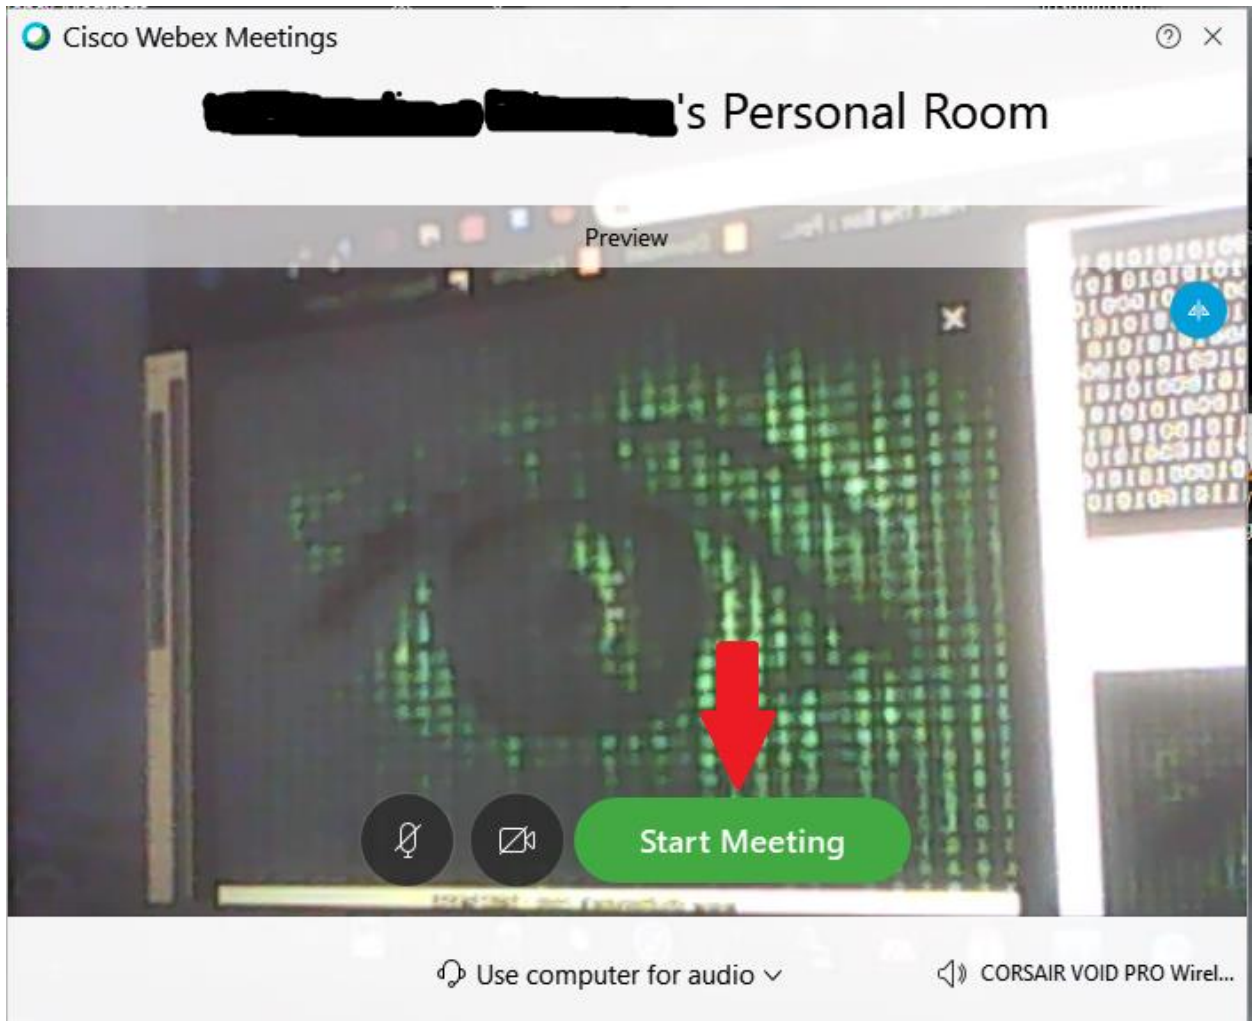 Cisco Webex Meetings
's Personal Room
Preview
Start Meeting
Use computer for audio
CORSAIR VOID PRO Wirel...